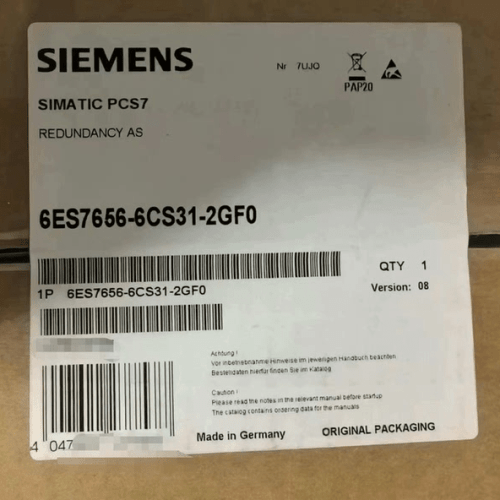 SIEMENS
Nr 7UJQ
PAP20
SIMATIC PCS7
REDUNDANCY AS
6ES7656-6CS31-2GF0
QTY 1
1P 6ES7656-6CS31-2GF0
Version: 08
Achtung !
Vor Inbetriebnahme Hinweise im jeweiligen Handbuch beachten
Bestelldaten hierfür finden Sie im Katalog
Caution !
Please read the notes in the relevant manual before startup
The catalog contains ordering data for the manuals
4 047
Made in Germany
ORIGINAL PACKAGING